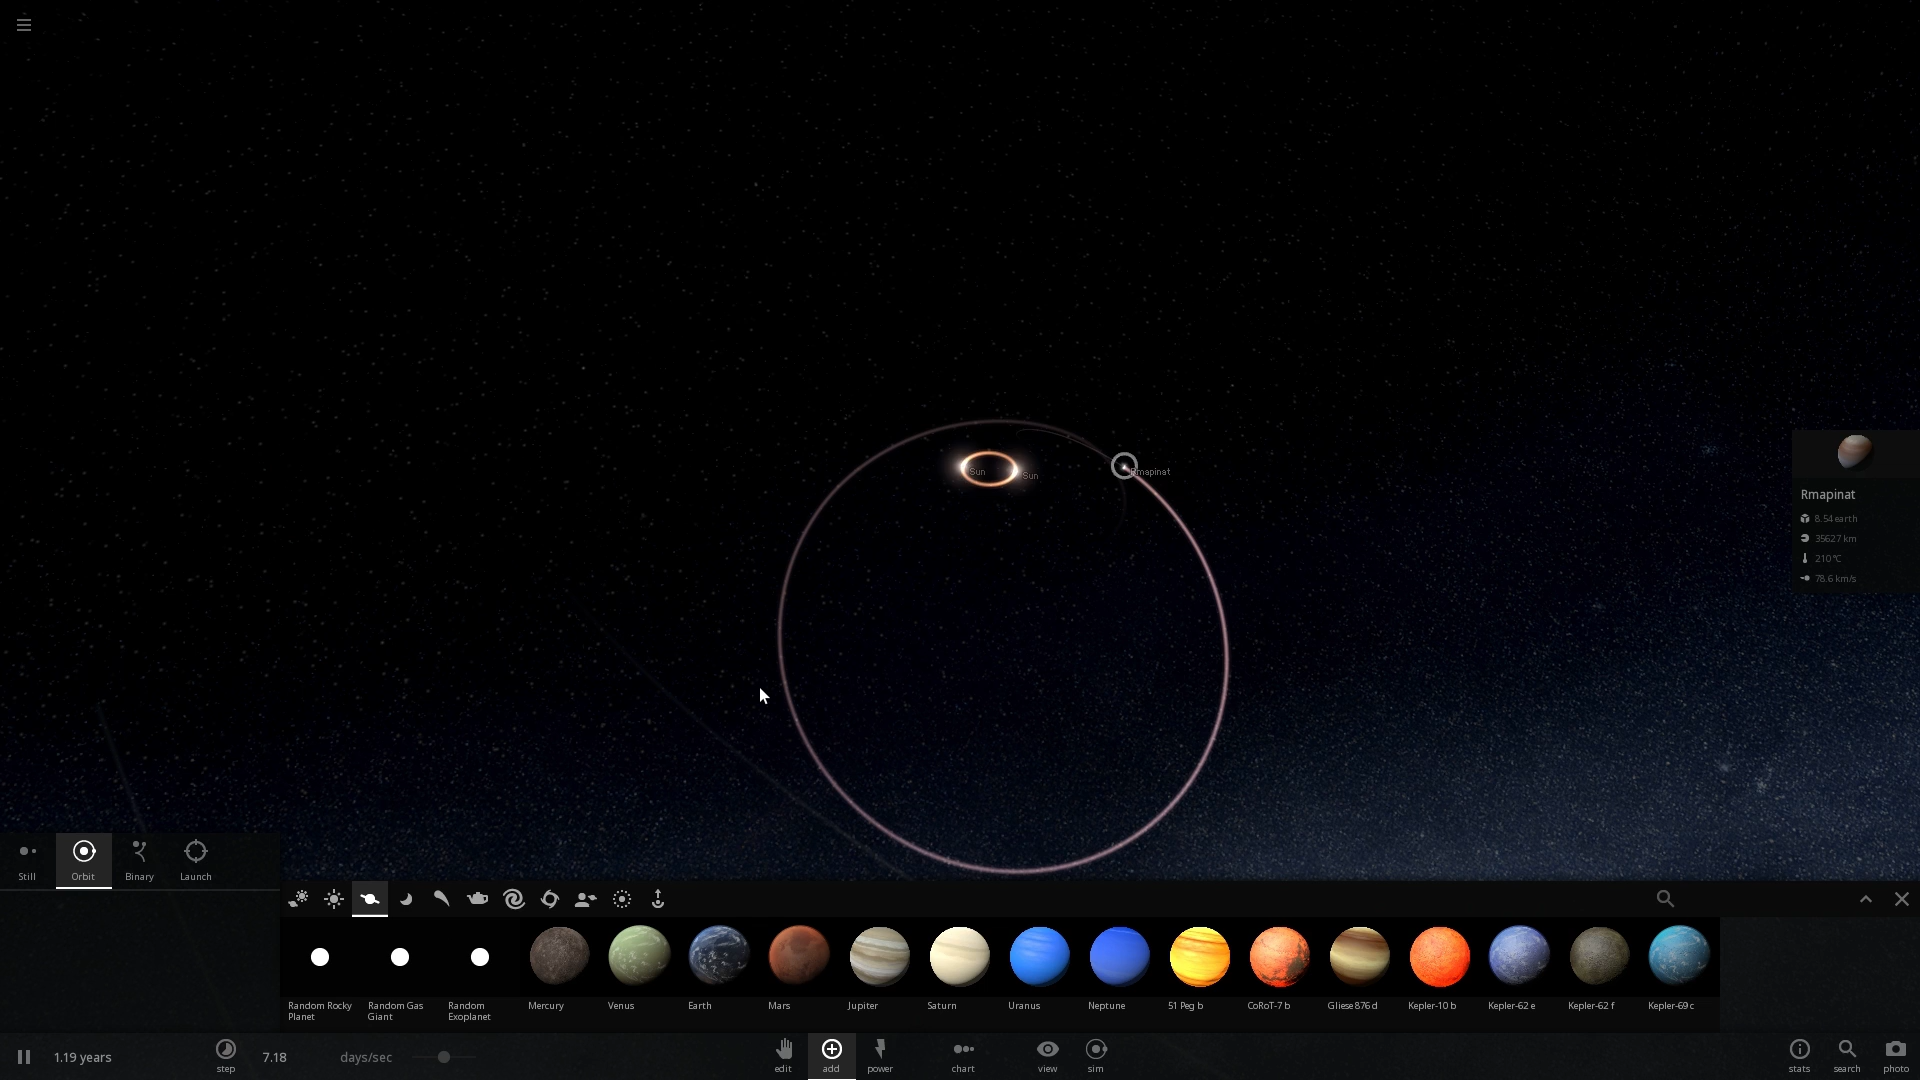 Sun
Sun
Rmapinat
Rmapinat
8.54 earth
35627 km
210 °C
78.6 km/s
Still
Orbit
Binary
Launch
Random Rocky Planet
Random Gas Giant
Random Exoplanet
Mercury
Venus
Earth
Mars
Jupiter
Saturn
Uranus
Neptune
51 Peg b
CoRoT-7 b
Gliese 876 d
Kepler-10 b
Kepler-62 e
Kepler-62 f
Kepler-69 c
1.19 years
step
7.18
days/sec
edit
add
power
chart
view
sim
stats
search
photo